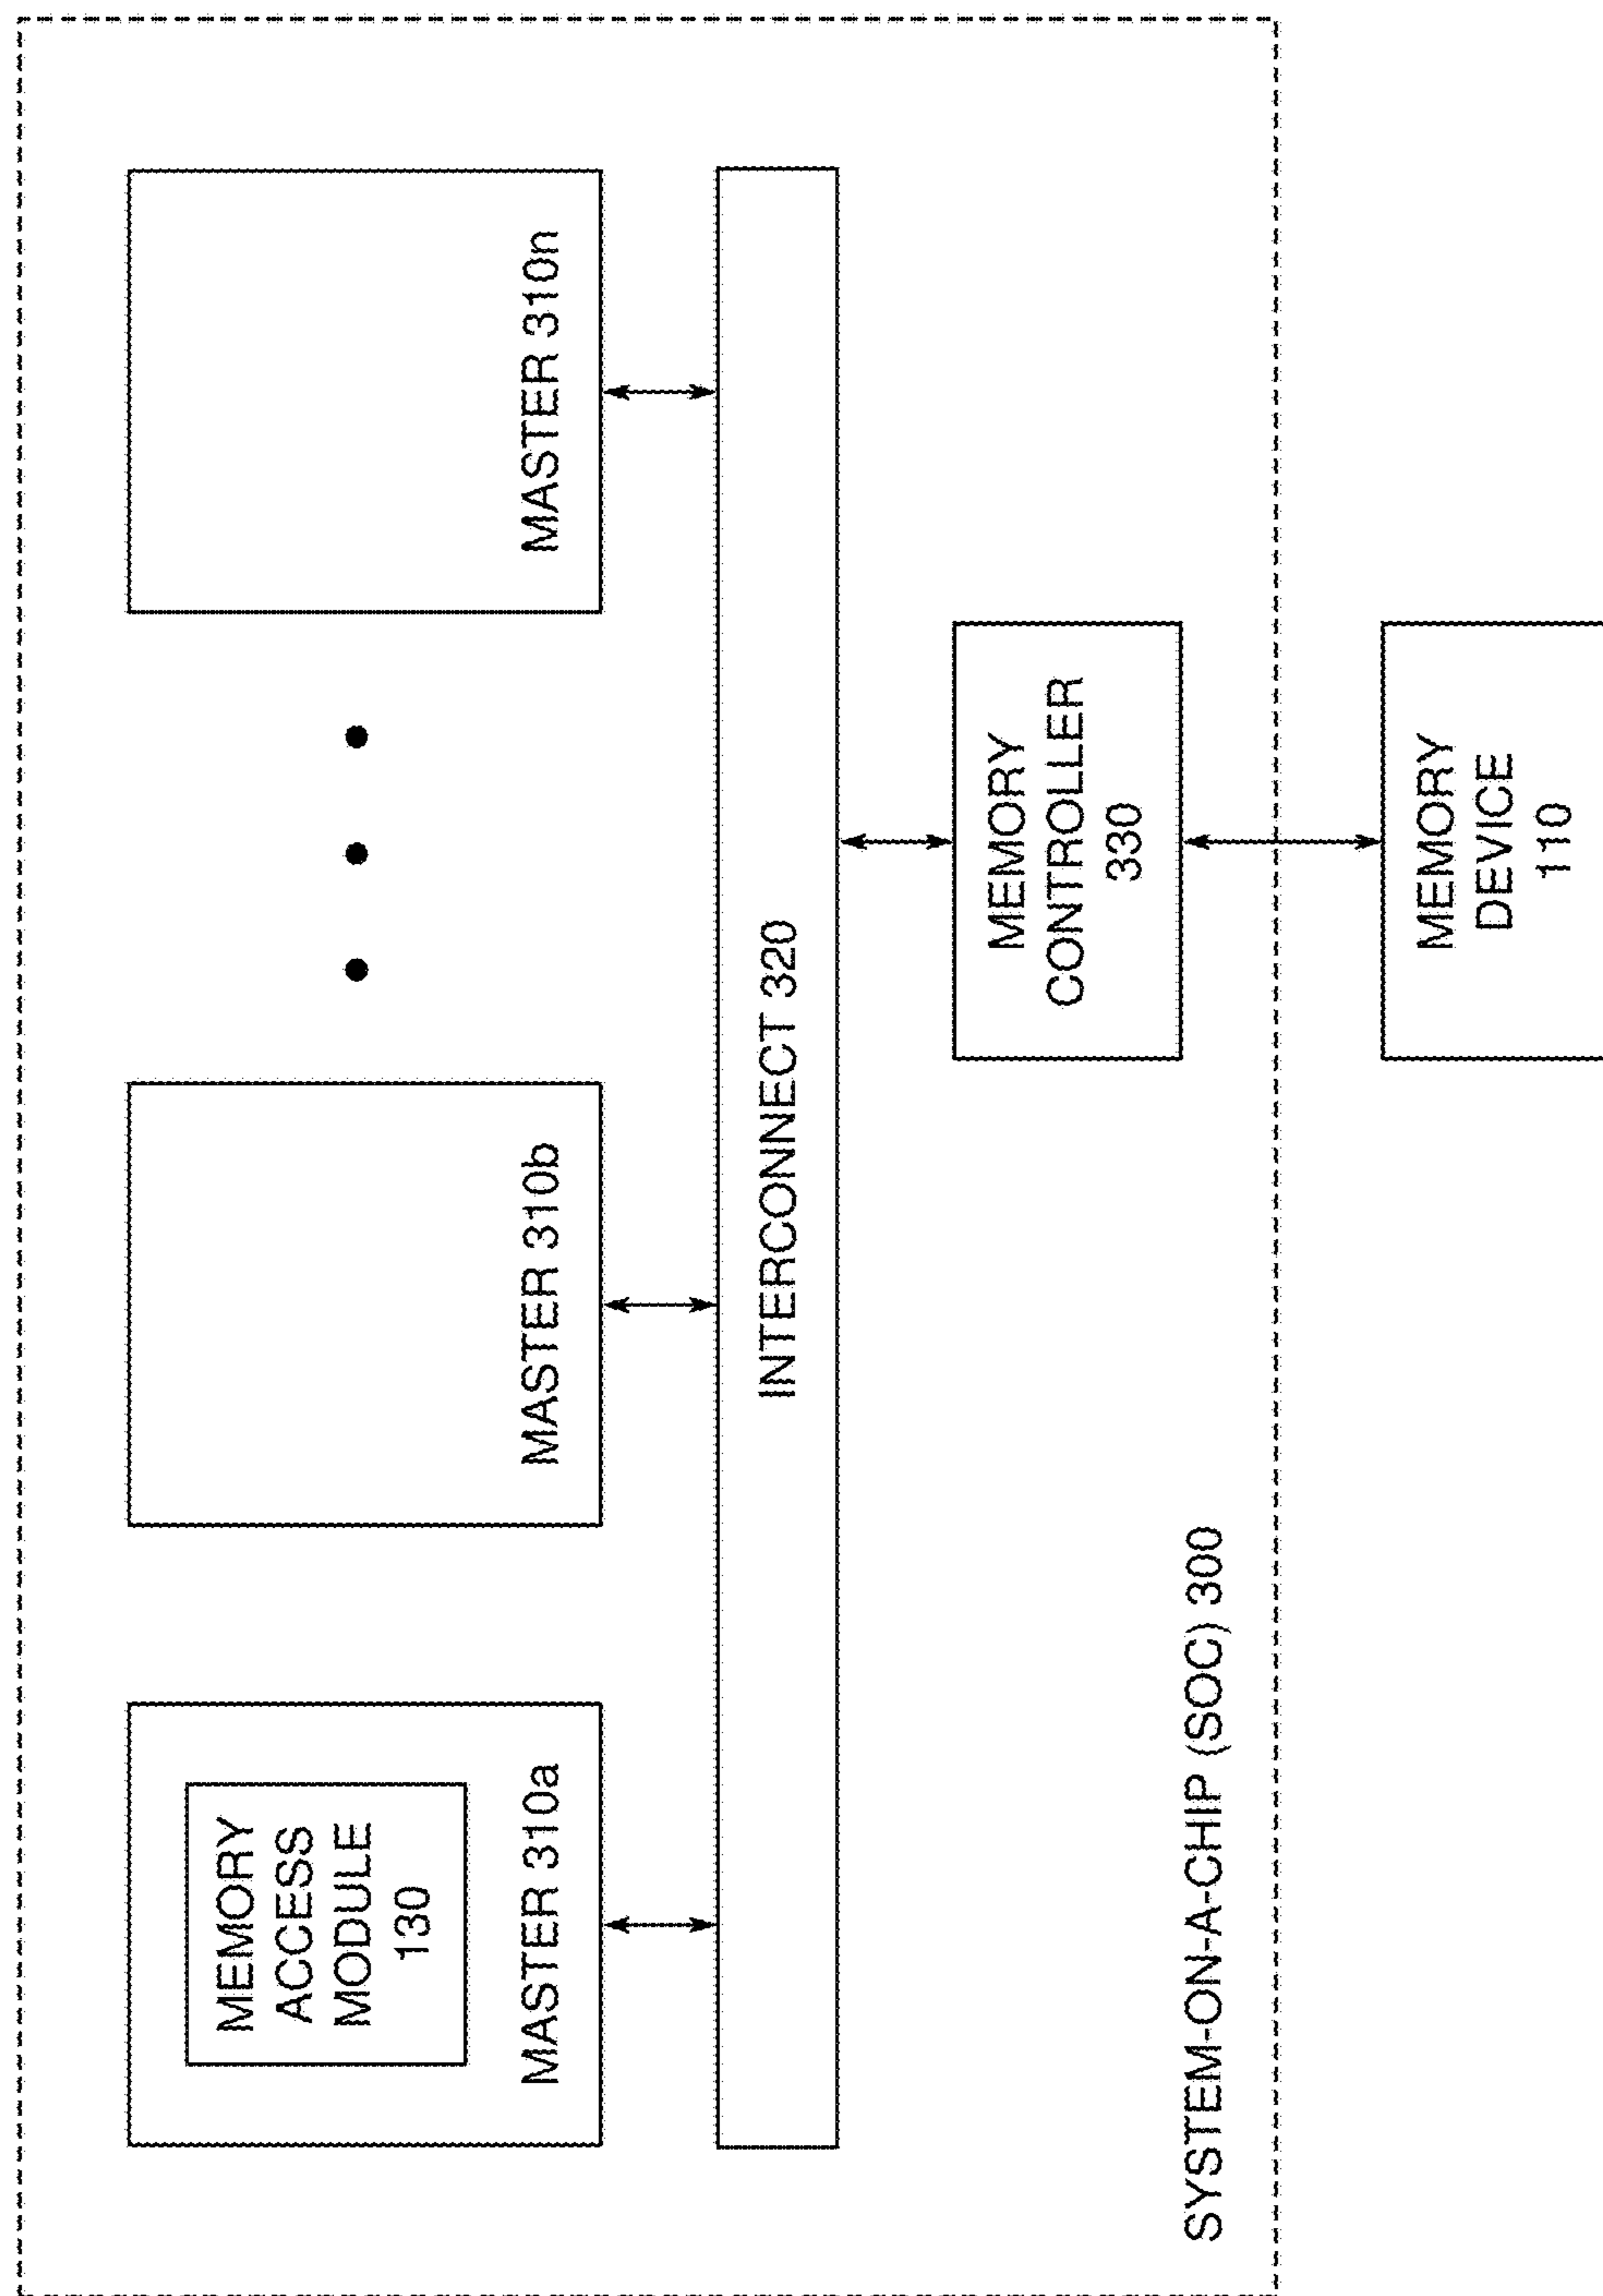 MEMORY
ACCESS
MODULE
130
MASTER 310a
MASTER 310b
MASTER 310n
INTERCONNECT 320
MEMORY
CONTROLLER
330
SYSTEM-ON-A-CHIP (SOC) 300
MEMORY
DEVICE
110